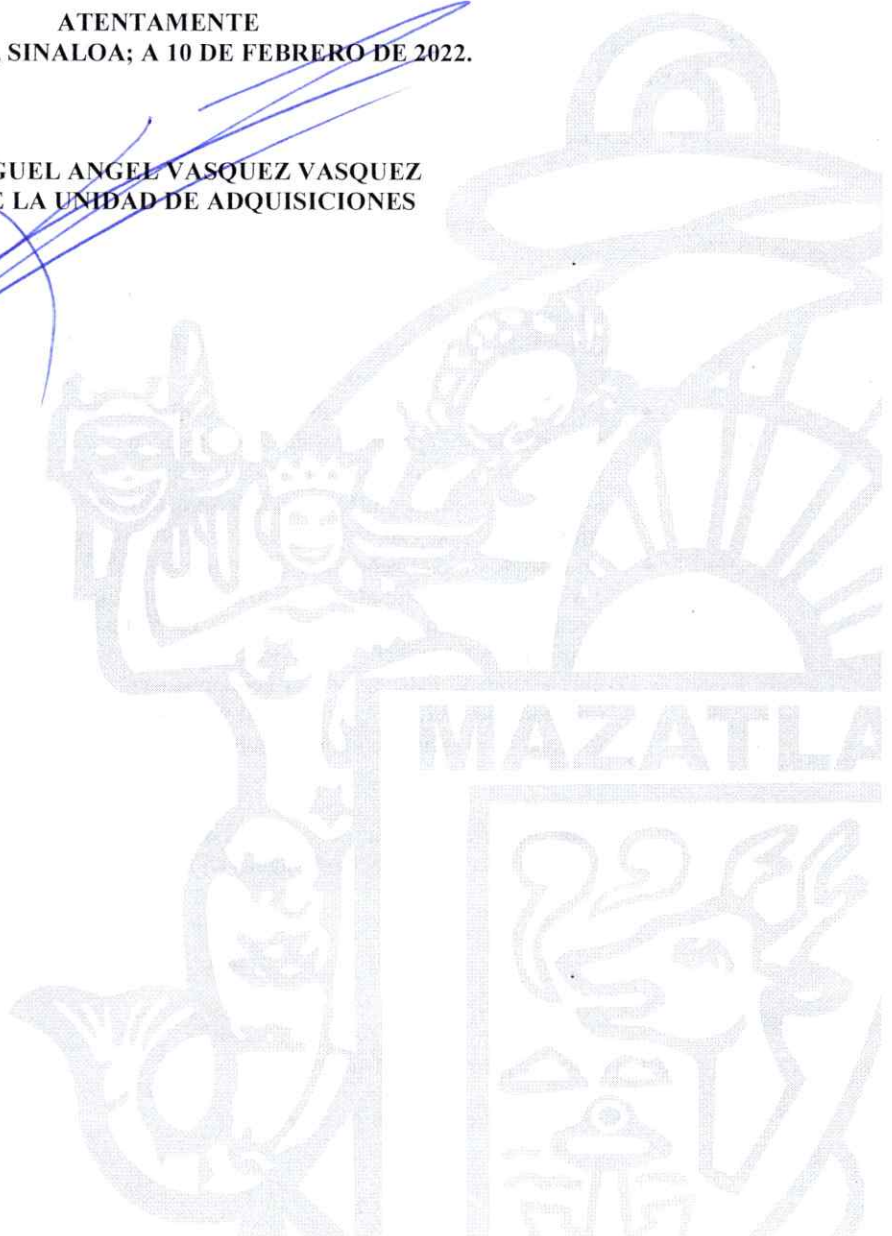 ATENTAMENTE
SINALOA; A 10 DE FEBRERO DE 2022.
GUEL ANGEL VASQUEZ VASQUEZ
LA UNIDAD DE ADQUISICIONES
MAZATLA